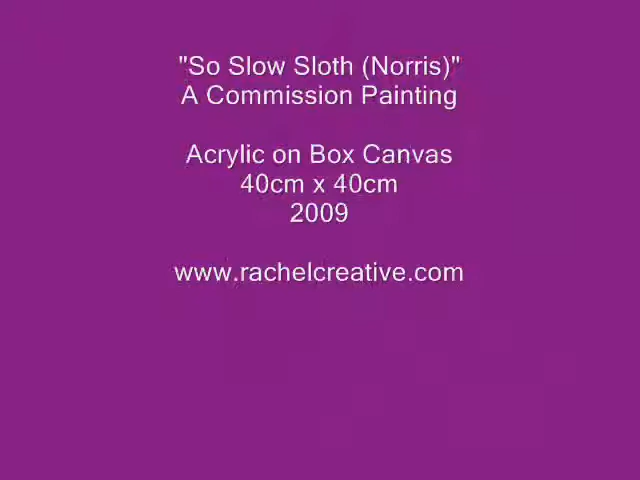 "So Slow Sloth (Norris)"
A Commission Painting
Acrylic on Box Canvas
40cm x 40cm
2009
www.rachelcreative.com